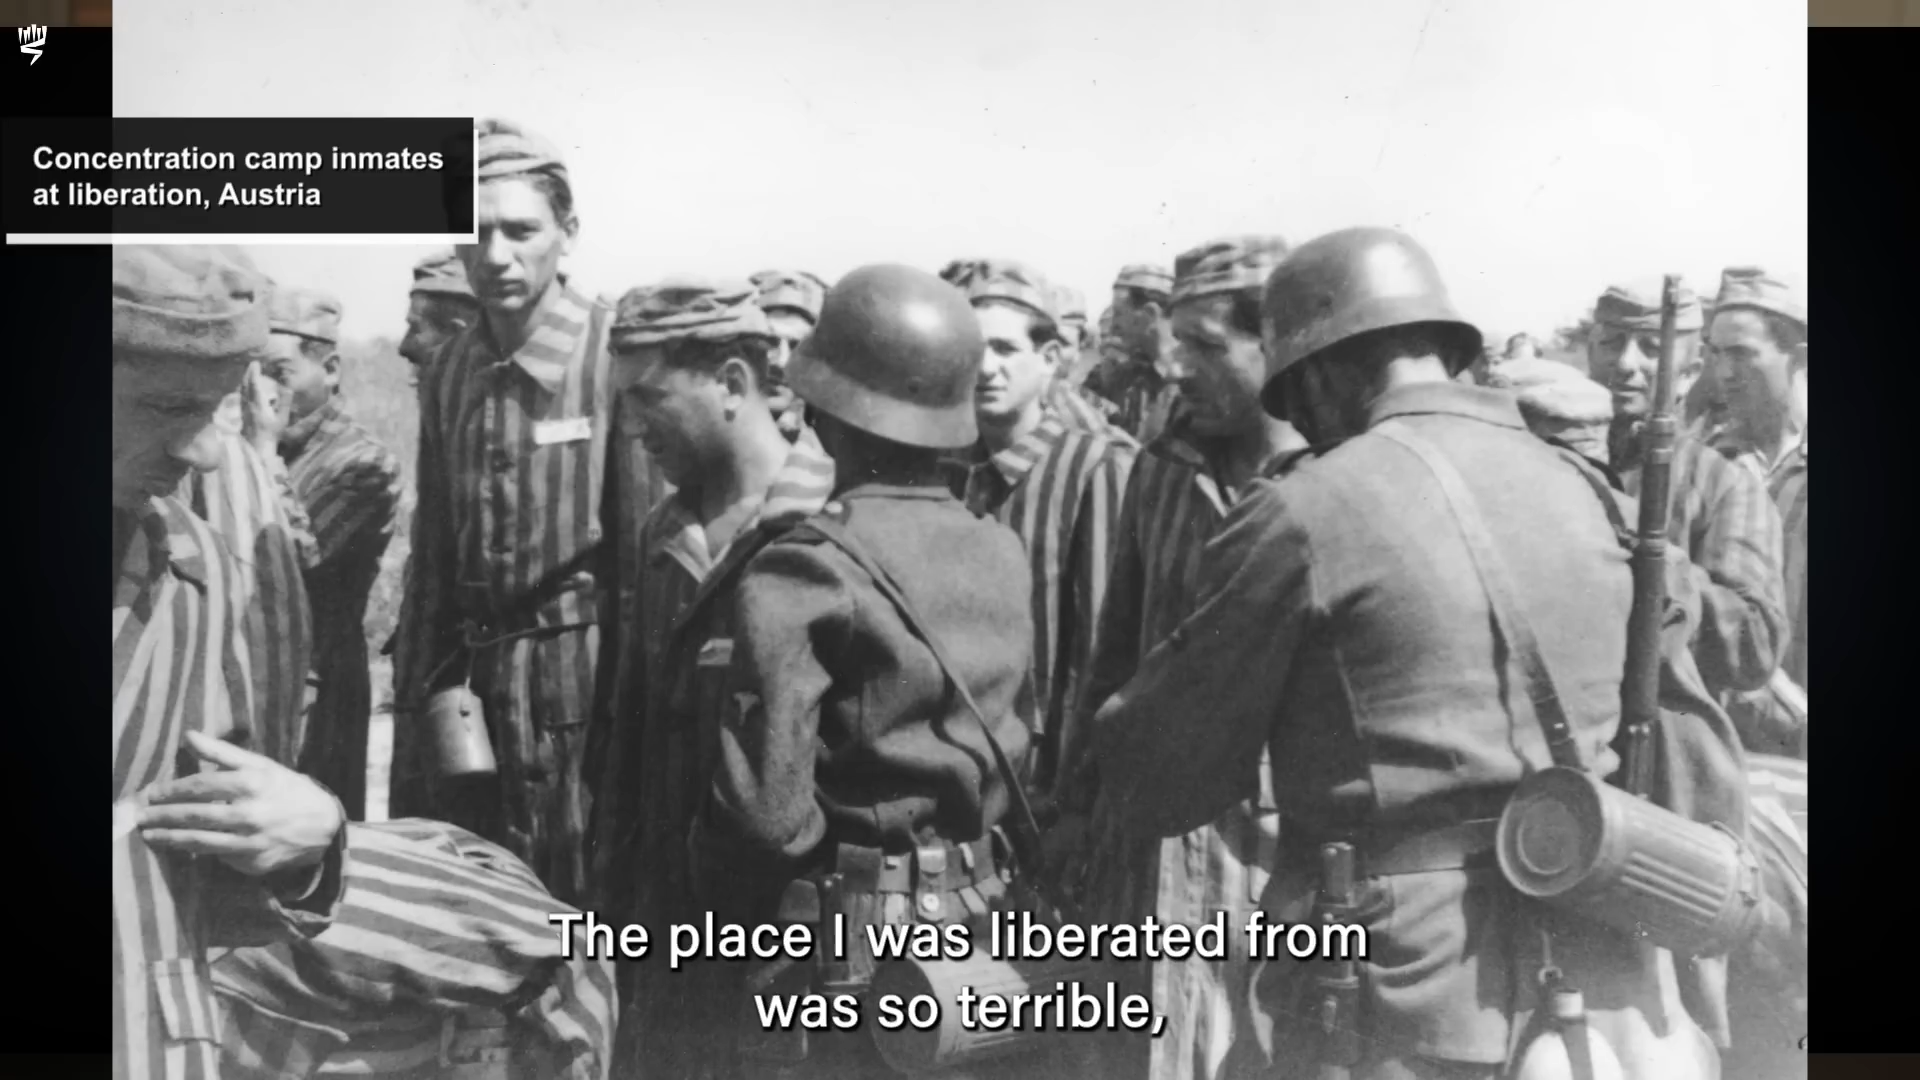 Concentration camp inmates
at liberation, Austria
The place I was liberated from
was so terrible,